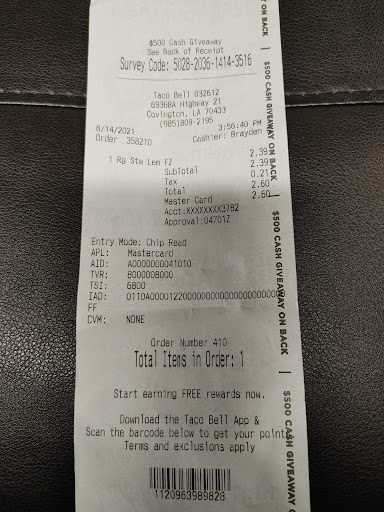 $500 Cash Giveaway
See Back of Receipt
Survey Code: 5028-2036-1414-3516
Taco Bell 032612
69368A Highway 21
Covington, LA 70433
(985)809-2195
8/14/2021 3:56:40 PM
Order 358210 Cashier: Brayden
1 Rg Stw Lem FZ 2.39
SubTotal 2.39
Tax 0.21
Total 2.60
Master Card 2.60
Acct:XXXXXXXX3782
Approval:04701Z
Entry Mode: Chip Read
APL: Mastercard
AID: A0000000041010
TVR: 8000008000
TSI: 6800
IAD:
FF
CVM: NONE
Order Number 410
Total Items in Order: 1
Start earning FREE rewards now.
Download the Taco Bell App &
Scan the barcode below to get your points
Terms and exclusions apply
1120963989828
ON BACK
$500 CASH GIVEAWAY ON BACK
$500 CASH GIVEAWAY ON BACK
$500 CASH GIVEAWAY ON